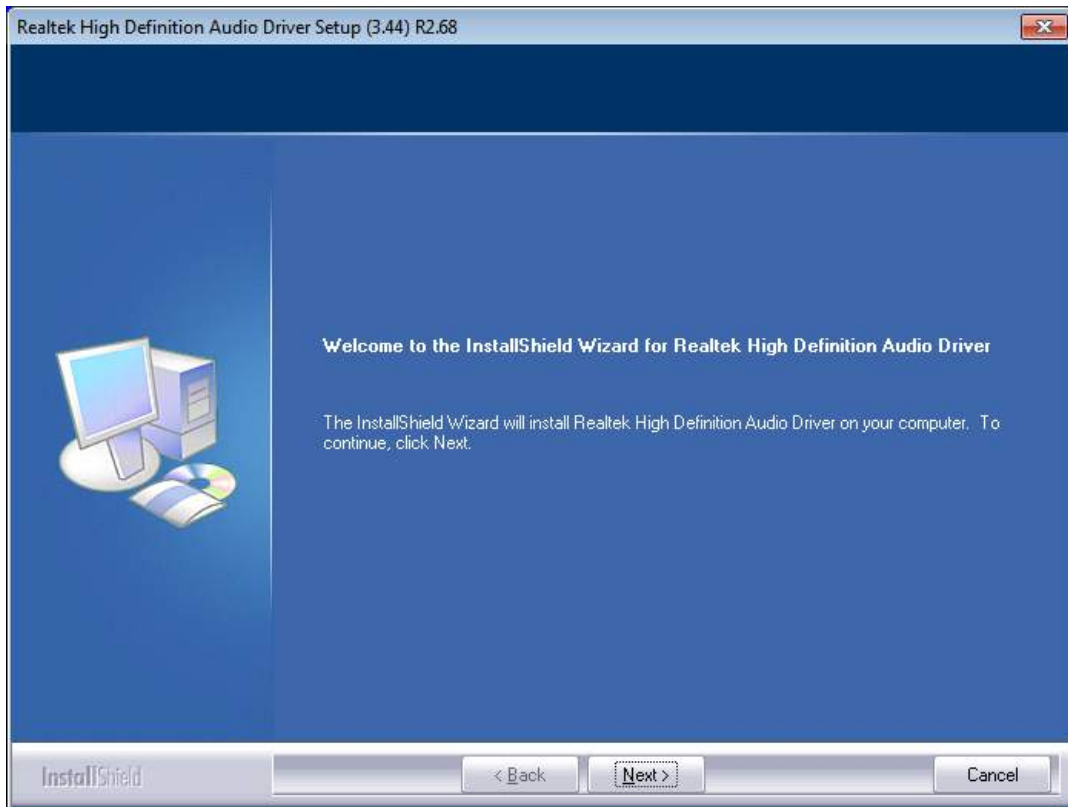 Realtek High Definition Audio Driver Setup (3.44) R2.68
Welcome to the InstallShield Wizard for Realtek High Definition Audio Driver
The InstallShield Wizard will install Realtek High Definition Audio Driver on your computer. To
continue, click Next.
InstallShield
< Back
Next >
Cancel